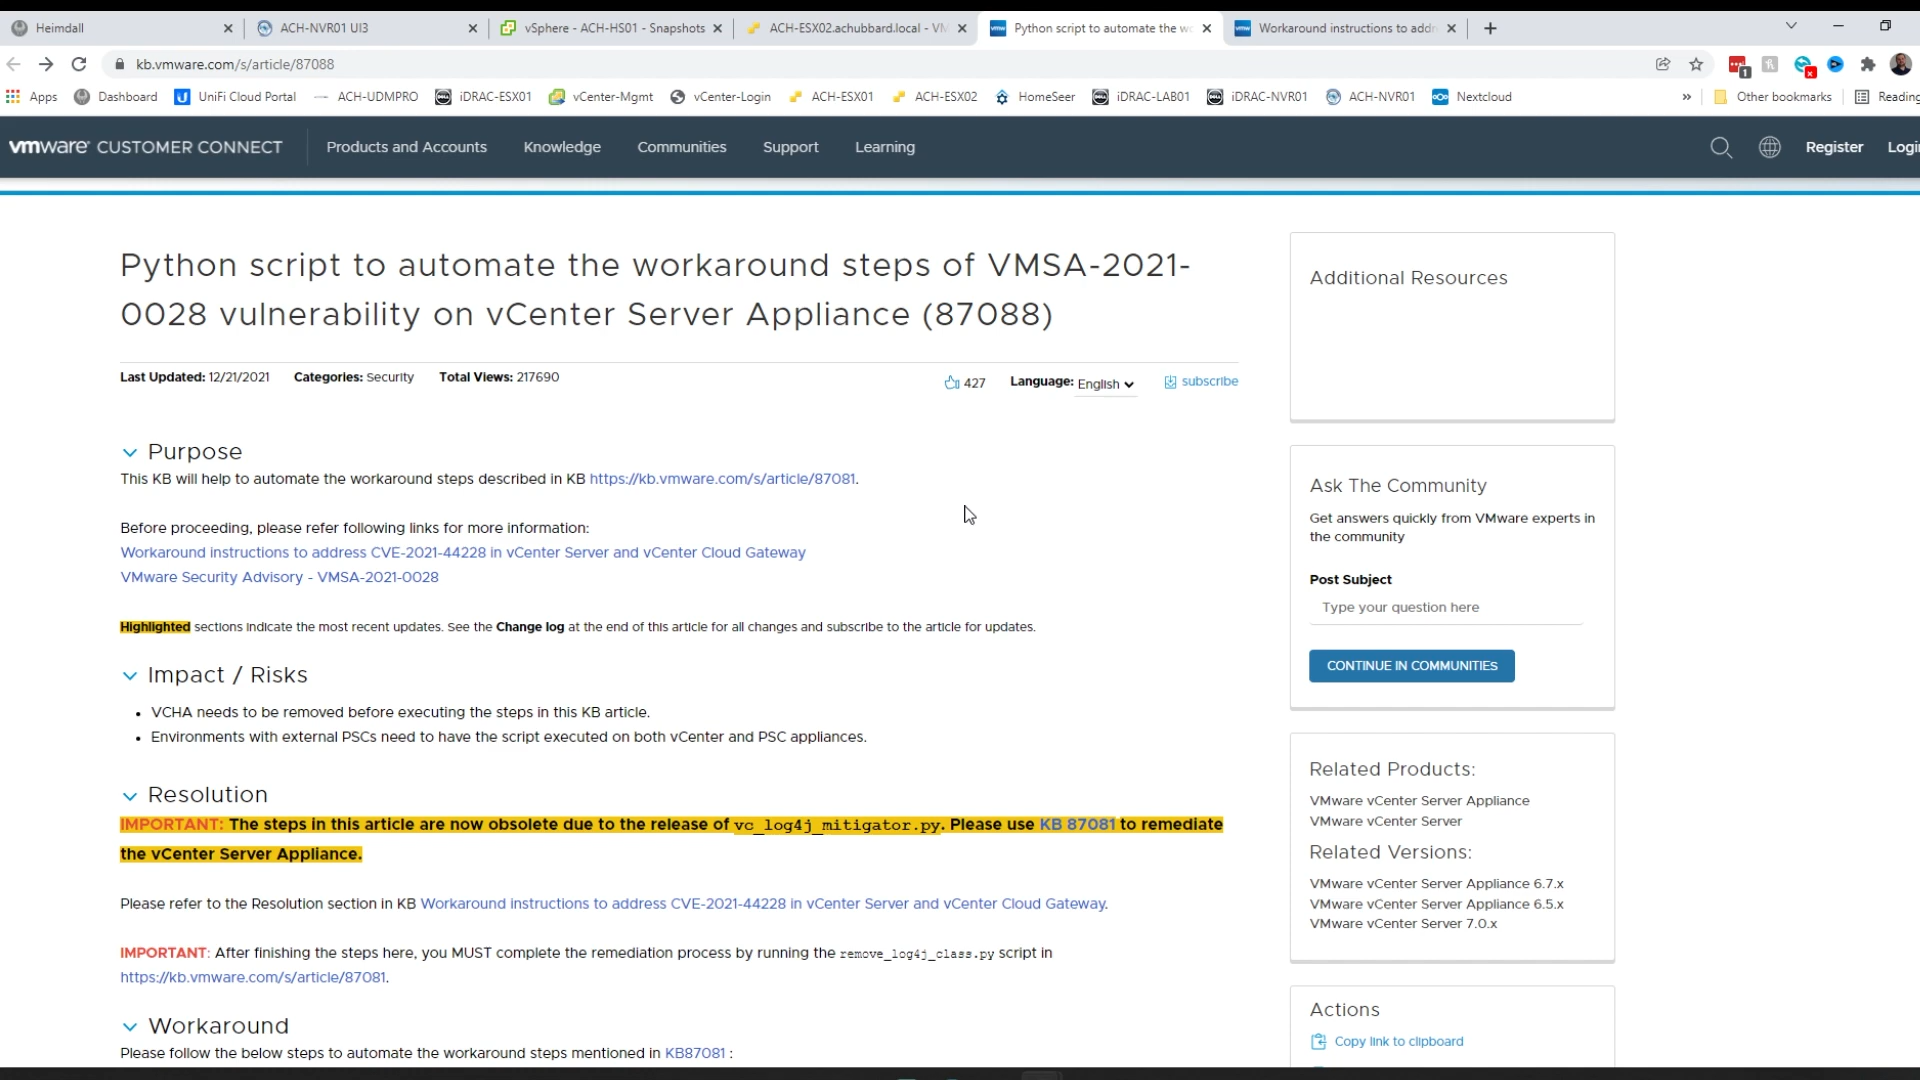 Heimdall
ACH-NVR01 UI3
vSphere - ACH-HS01 - Snapshots
ACH-ESX02.achubbard.local - VM
Python script to automate the wo
Workaround instructions to addr
kb.vmware.com/s/article/87088
Apps
Dashboard
UniFi Cloud Portal
ACH-UDMPRO
iDRAC-ESX01
vCenter-Mgmt
vCenter-Login
ACH-ESX01
ACH-ESX02
HomeSeer
iDRAC-LAB01
iDRAC-NVR01
ACH-NVR01
Nextcloud
»
Other bookmarks
Reading
vmware® CUSTOMER CONNECT
Products and Accounts
Knowledge
Communities
Support
Learning
Register
Logi
Python script to automate the workaround steps of VMSA-2021-
0028 vulnerability on vCenter Server Appliance (87088)
Last Updated: 12/21/2021 Categories: Security Total Views: 217690
427
Language: English
subscribe
Purpose
This KB will help to automate the workaround steps described in KB https://kb.vmware.com/s/article/87081.
Before proceeding, please refer following links for more information:
Workaround instructions to address CVE-2021-44228 in vCenter Server and vCenter Cloud Gateway
VMware Security Advisory - VMSA-2021-0028
Highlighted sections indicate the most recent updates. See the Change log at the end of this article for all changes and subscribe to the article for updates.
Impact / Risks
• VCHA needs to be removed before executing the steps in this KB article.
• Environments with external PSCs need to have the script executed on both vCenter and PSC appliances.
Resolution
IMPORTANT: The steps in this article are now obsolete due to the release of vc_log4j_mitigator.py. Please use KB 87081 to remediate
the vCenter Server Appliance.
Please refer to the Resolution section in KB Workaround instructions to address CVE-2021-44228 in vCenter Server and vCenter Cloud Gateway.
IMPORTANT: After finishing the steps here, you MUST complete the remediation process by running the remove_log4j_class.py script in
https://kb.vmware.com/s/article/87081.
Workaround
Please follow the below steps to automate the workaround steps mentioned in KB87081 :
Additional Resources
Ask The Community
Get answers quickly from VMware experts in
the community
Post Subject
Type your question here
CONTINUE IN COMMUNITIES
Related Products:
VMware vCenter Server Appliance
VMware vCenter Server
Related Versions:
VMware vCenter Server Appliance 6.7.x
VMware vCenter Server Appliance 6.5.x
VMware vCenter Server 7.0.x
Actions
Copy link to clipboard